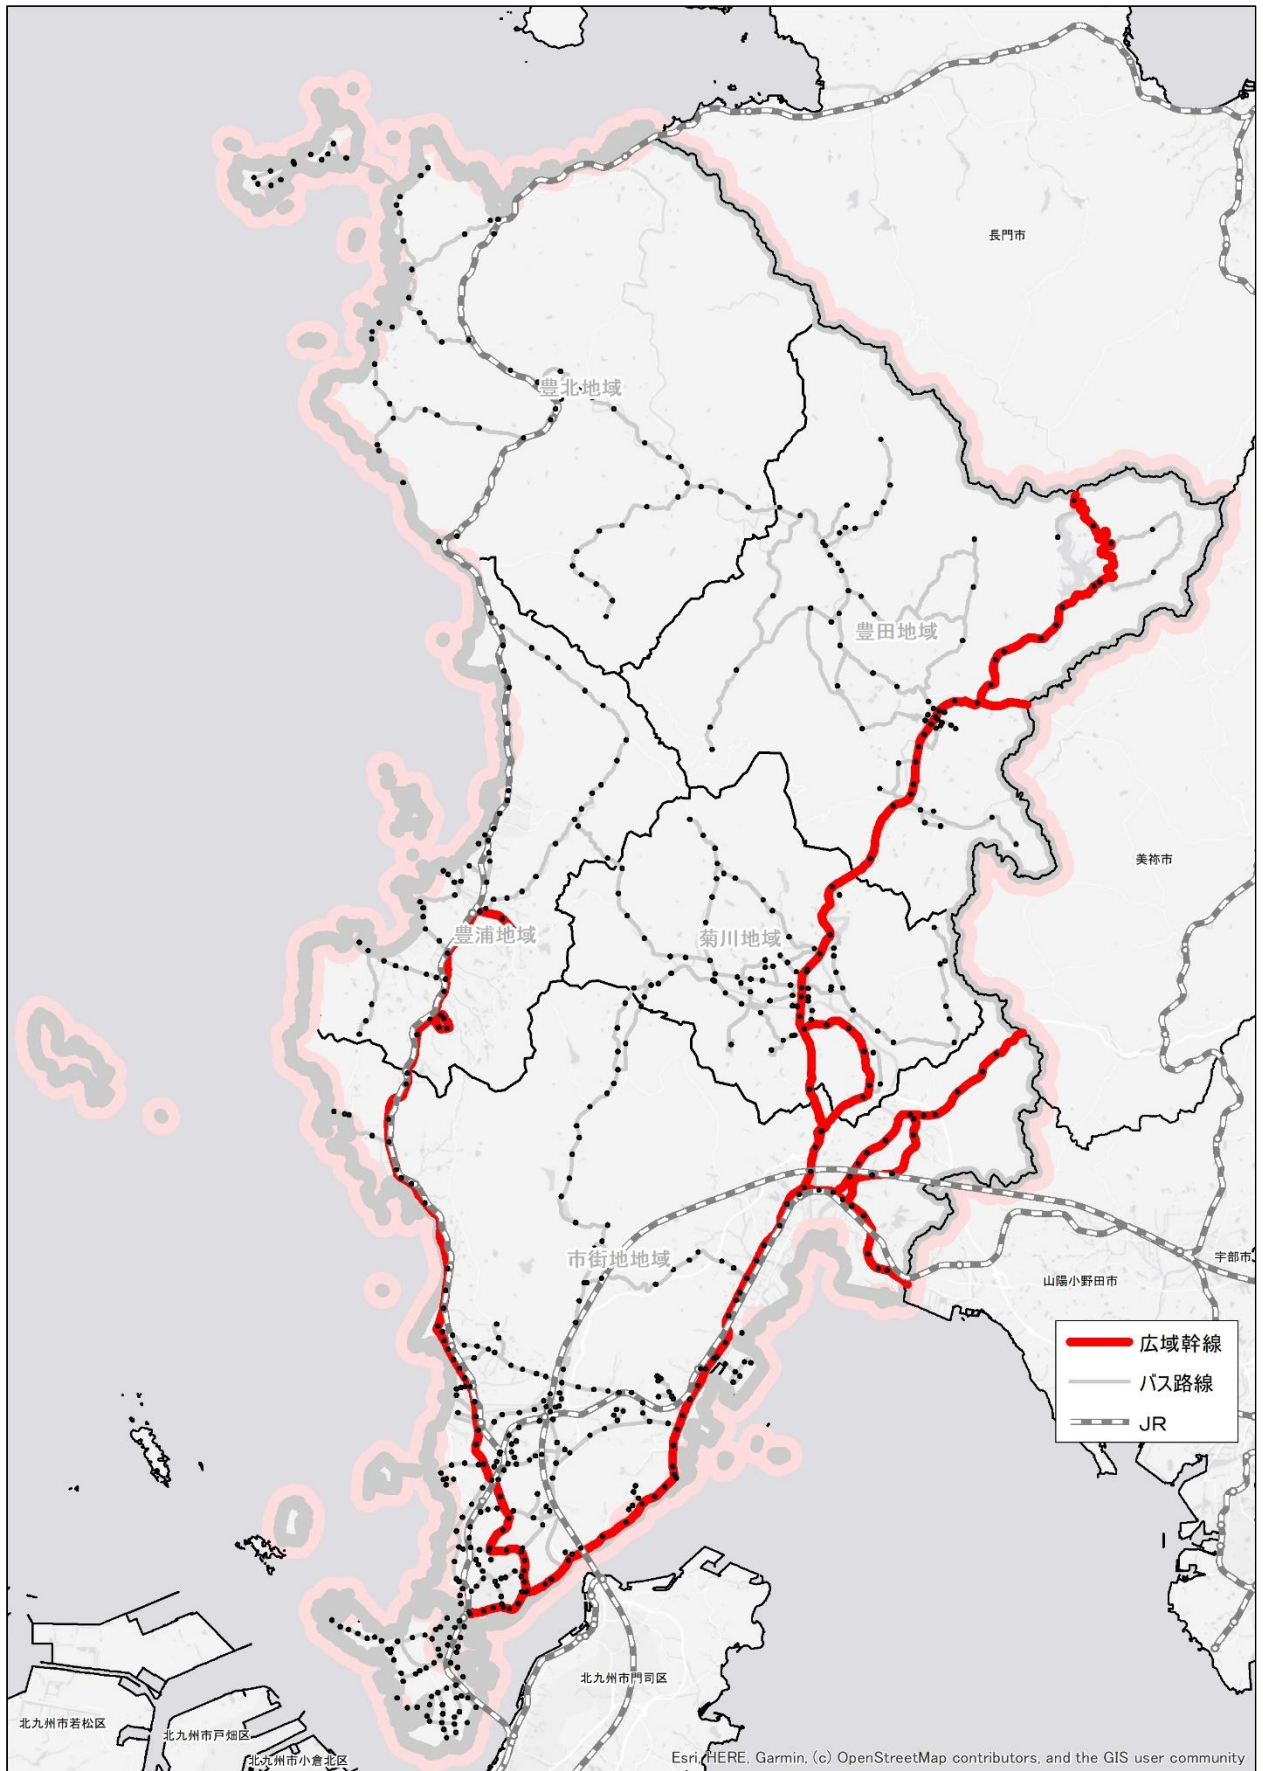 長門市
豊北地域
豊田地域
美祢市
豊浦地域
菊川地域
市街地地域
宇部市
山陽小野田市
広域幹線
バス路線
JR
北九州市門司区
北九州市若松区
北九州市戸畑区
北九州市小倉北区
Esri, HERE, Garmin, (c) OpenStreetMap contributors, and the GIS user community